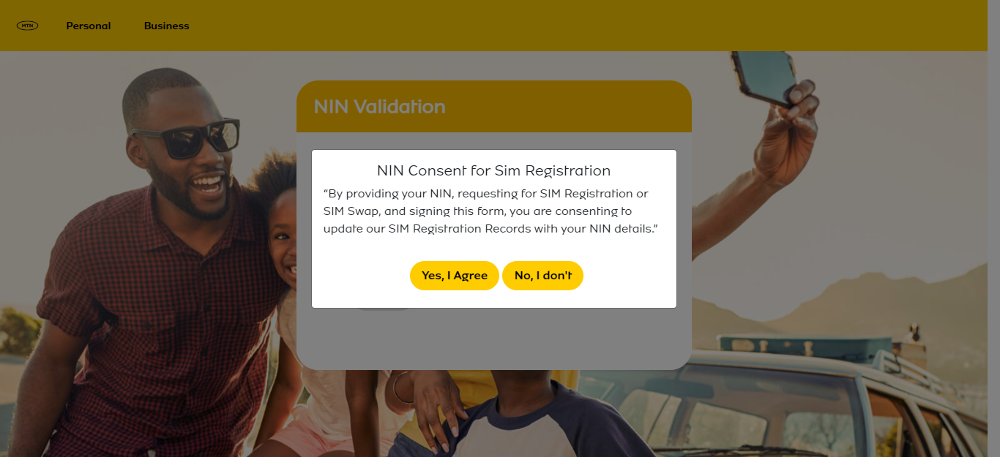 MTN
Personal
Business
NIN Validation
NIN Consent for Sim Registration
“By providing your NIN, requesting for SIM Registration or
SIM Swap, and signing this form, you are consenting to
update our SIM Registration Records with your NIN details.”
Yes, I Agree
No, I don't